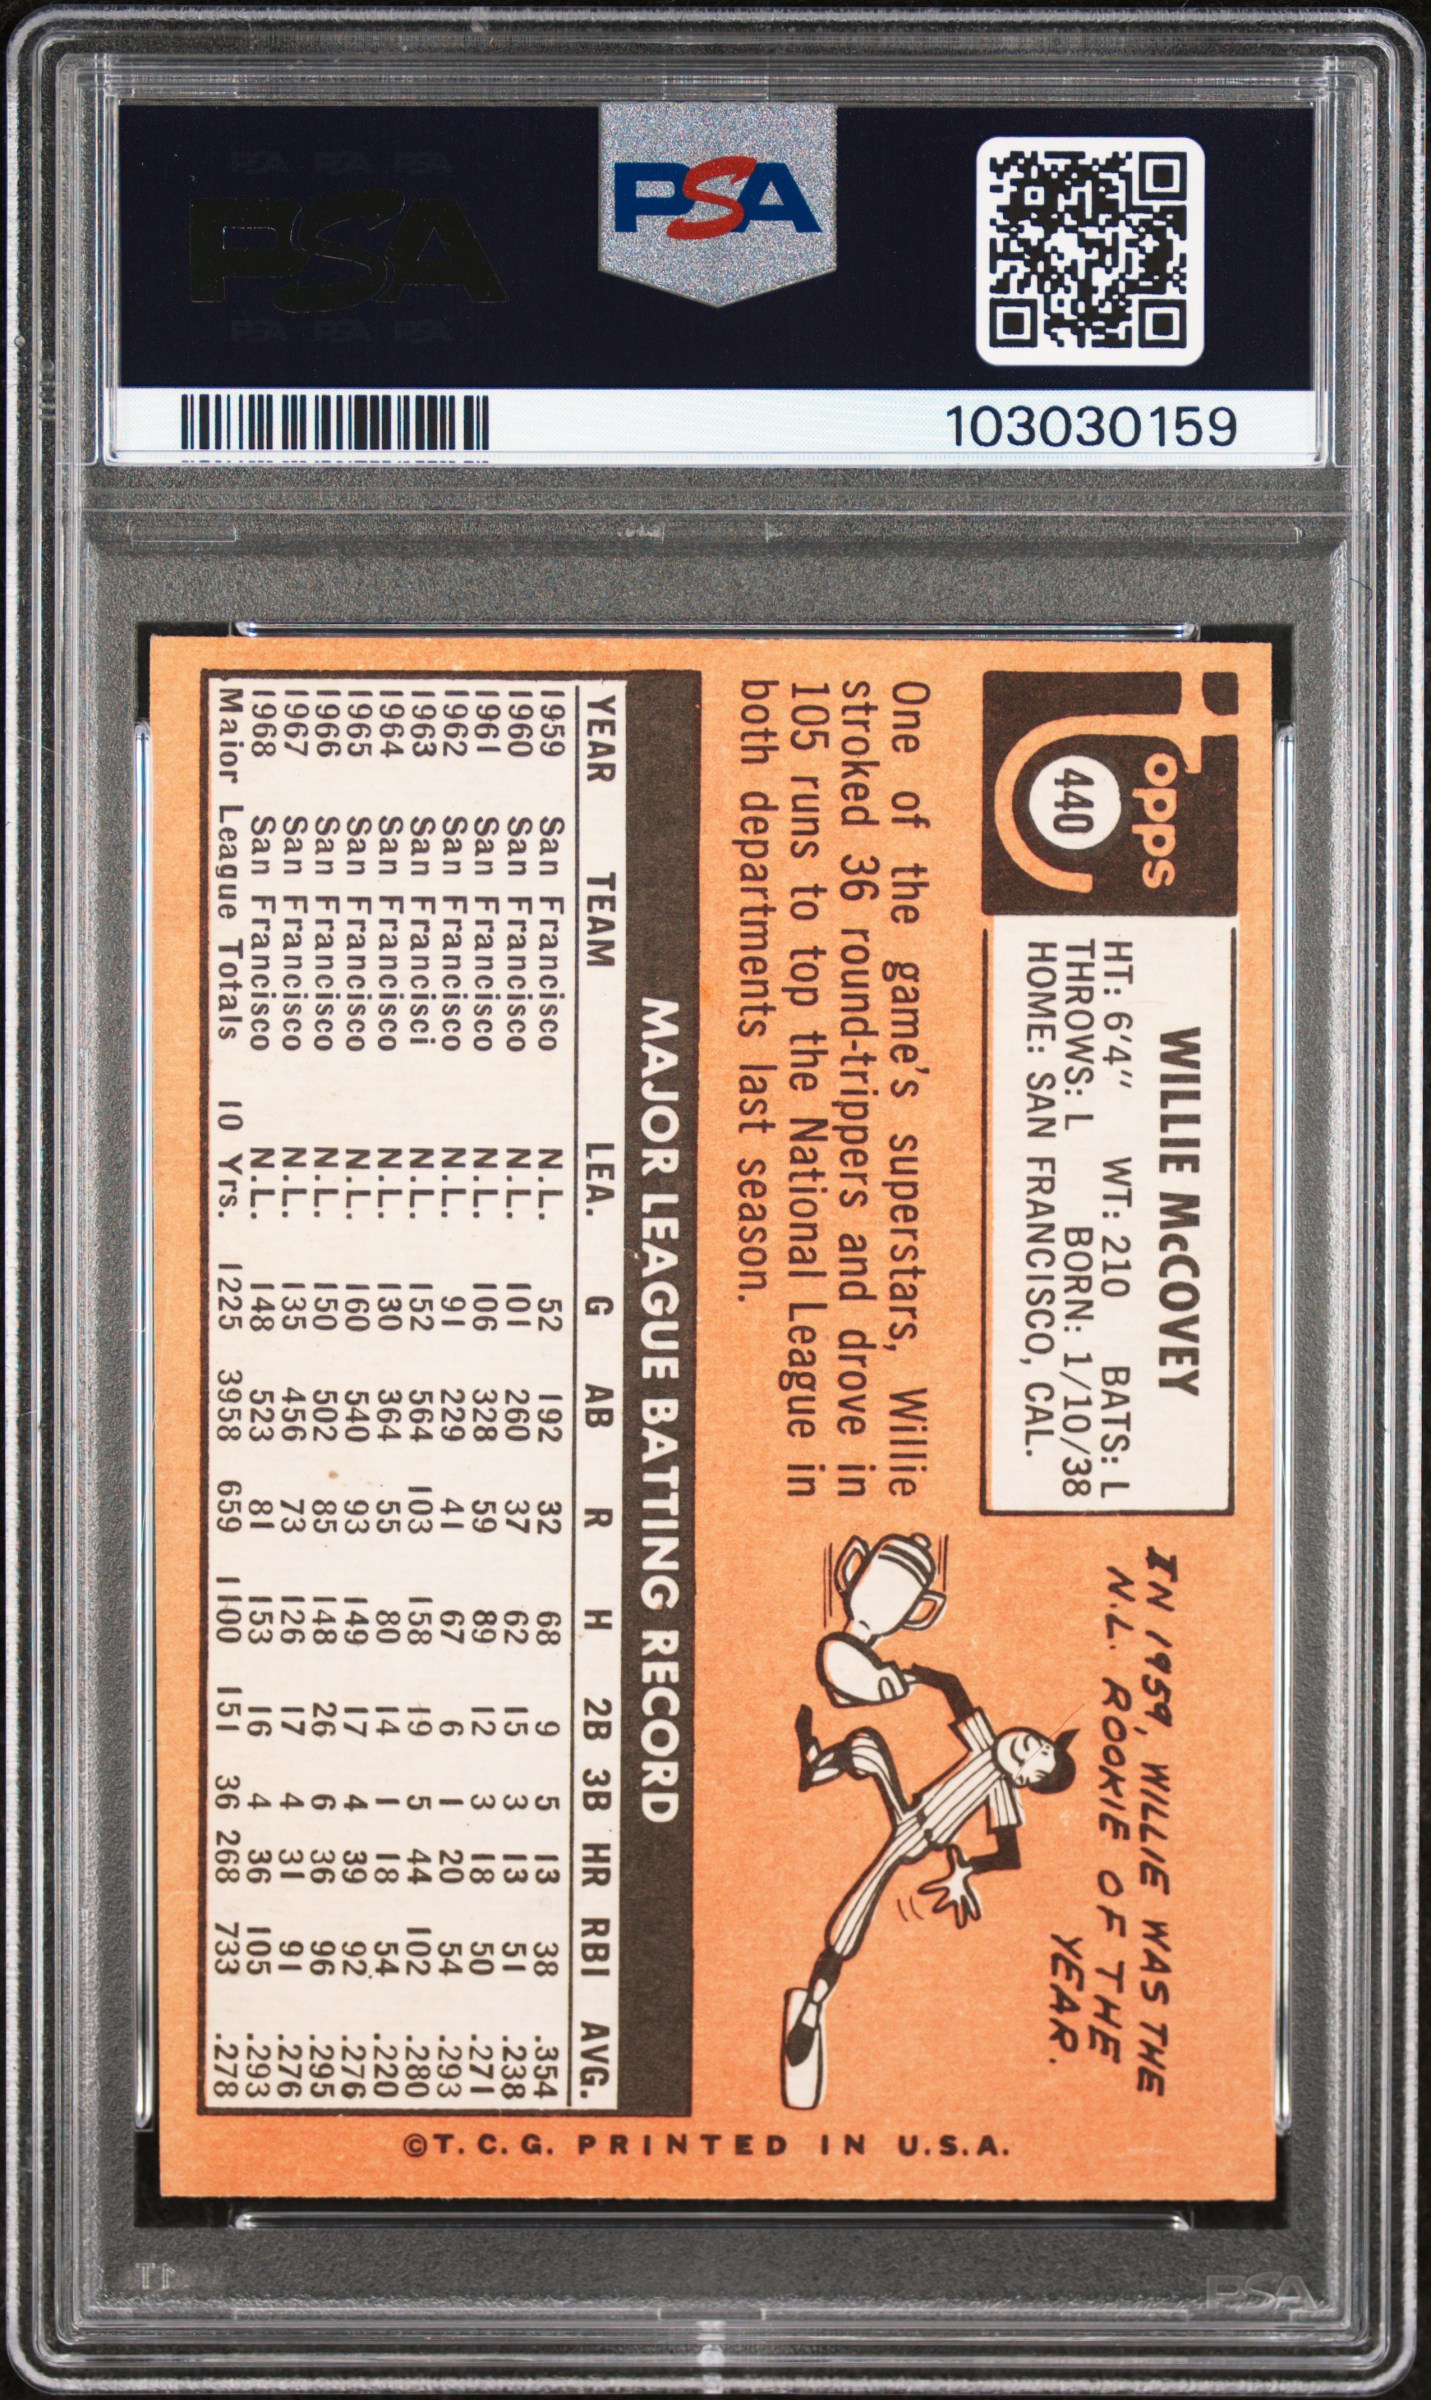 PSA PSA PSA
PSA
PSA PSA PSA
PSA
103030159
Topps
440
WILLIE McCOVEY
HT: 6'4" WT: 210 BATS: L
THROWS: L BORN: 1/10/38
HOME: SAN FRANCISCO, CAL.
IN 1959, WILLIE WAS THE
N.L. ROOKIE OF THE
YEAR.
One of the game's superstars, Willie
stroked 36 round-trippers and drove in
105 runs to top the National League in
both departments last season.
MAJOR LEAGUE BATTING RECORD
YEAR TEAM LEA. G AB R H 2B 3B HR RBI AVG.
1959 San Francisco N.L. 52 192 32 68 9 5 13 38 .354
1960 San Francisco N.L. 101 260 37 62 15 3 13 51 .238
1961 San Francisco N.L. 106 328 59 89 12 3 18 50 .271
1962 San Francisco N.L. 91 229 41 67 6 1 20 54 .293
1963 San Francisci N.L. 152 564 103 158 19 5 44 102 .280
1964 San Francisco N.L. 130 364 55 80 14 1 18 54 .220
1965 San Francisco N.L. 160 540 93 149 17 4 39 92 .276
1966 San Francisco N.L. 150 502 85 148 26 6 36 96 .295
1967 San Francisco N.L. 135 456 73 126 17 4 31 91 .276
1968 San Francisco N.L. 148 523 81 153 16 4 36 105 .293
Major League Totals 10 Yrs. 1225 3958 659 1100 151 36 268 733 .278
©T.C.G. PRINTED IN U.S.A.
PSA